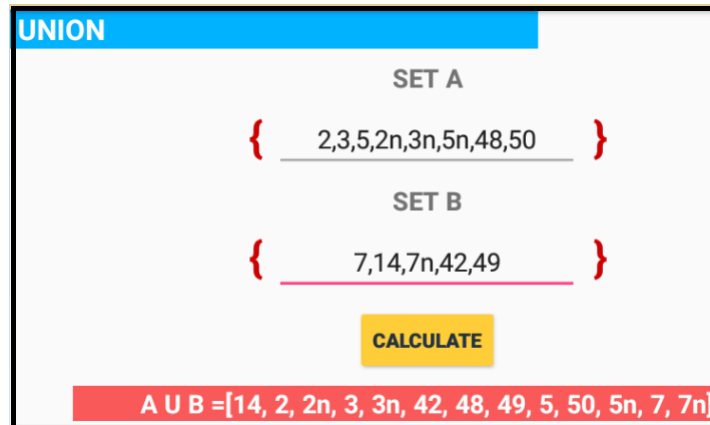 UNION
SET A
{ 2,3,5,2n,3n,5n,48,50 }
SET B
{ 7,14,7n,42,49 }
CALCULATE
A U B =[14, 2, 2n, 3, 3n, 42, 48, 49, 5, 50, 5n, 7, 7n]